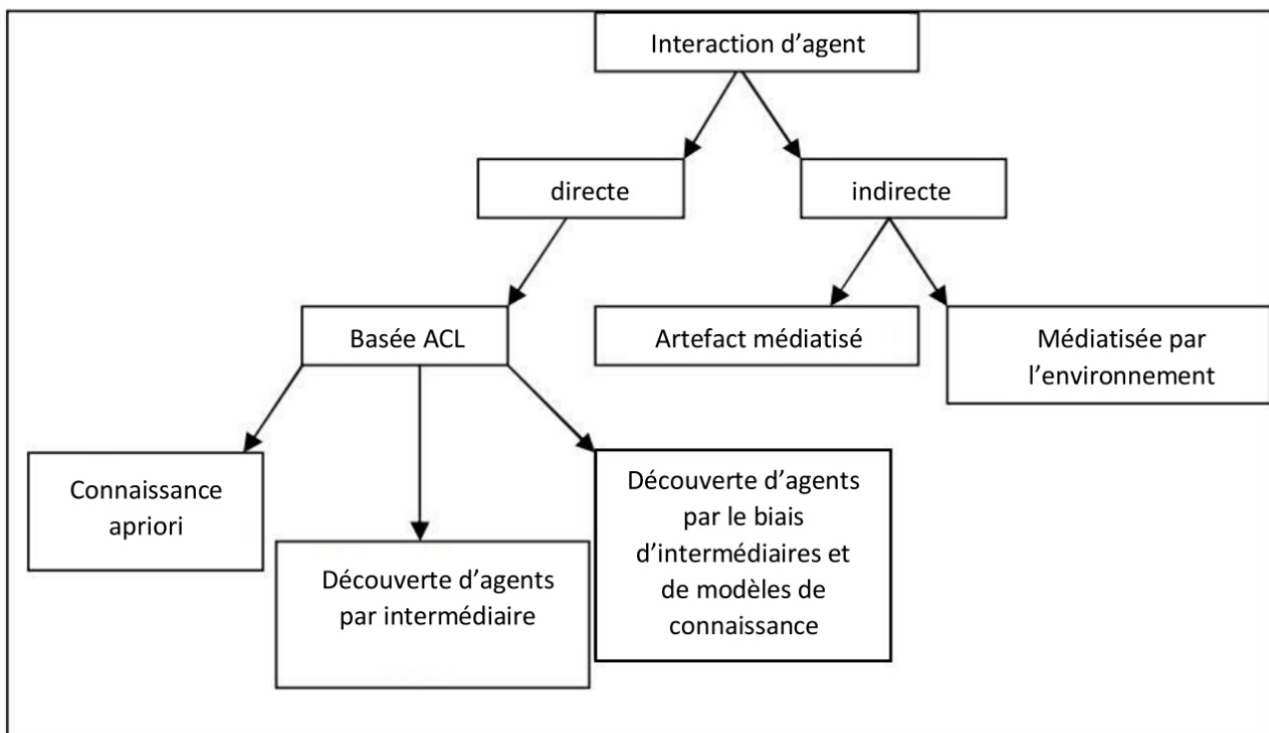 Interaction d’agent
directe
indirecte
Basée ACL
Artefact médiatisé
Médiatisée par
l’environnement
Connaissance
apriori
Découverte d’agents
par intermédiaire
Découverte d’agents
par le biais
d’intermédiaires et
de modèles de
connaissance